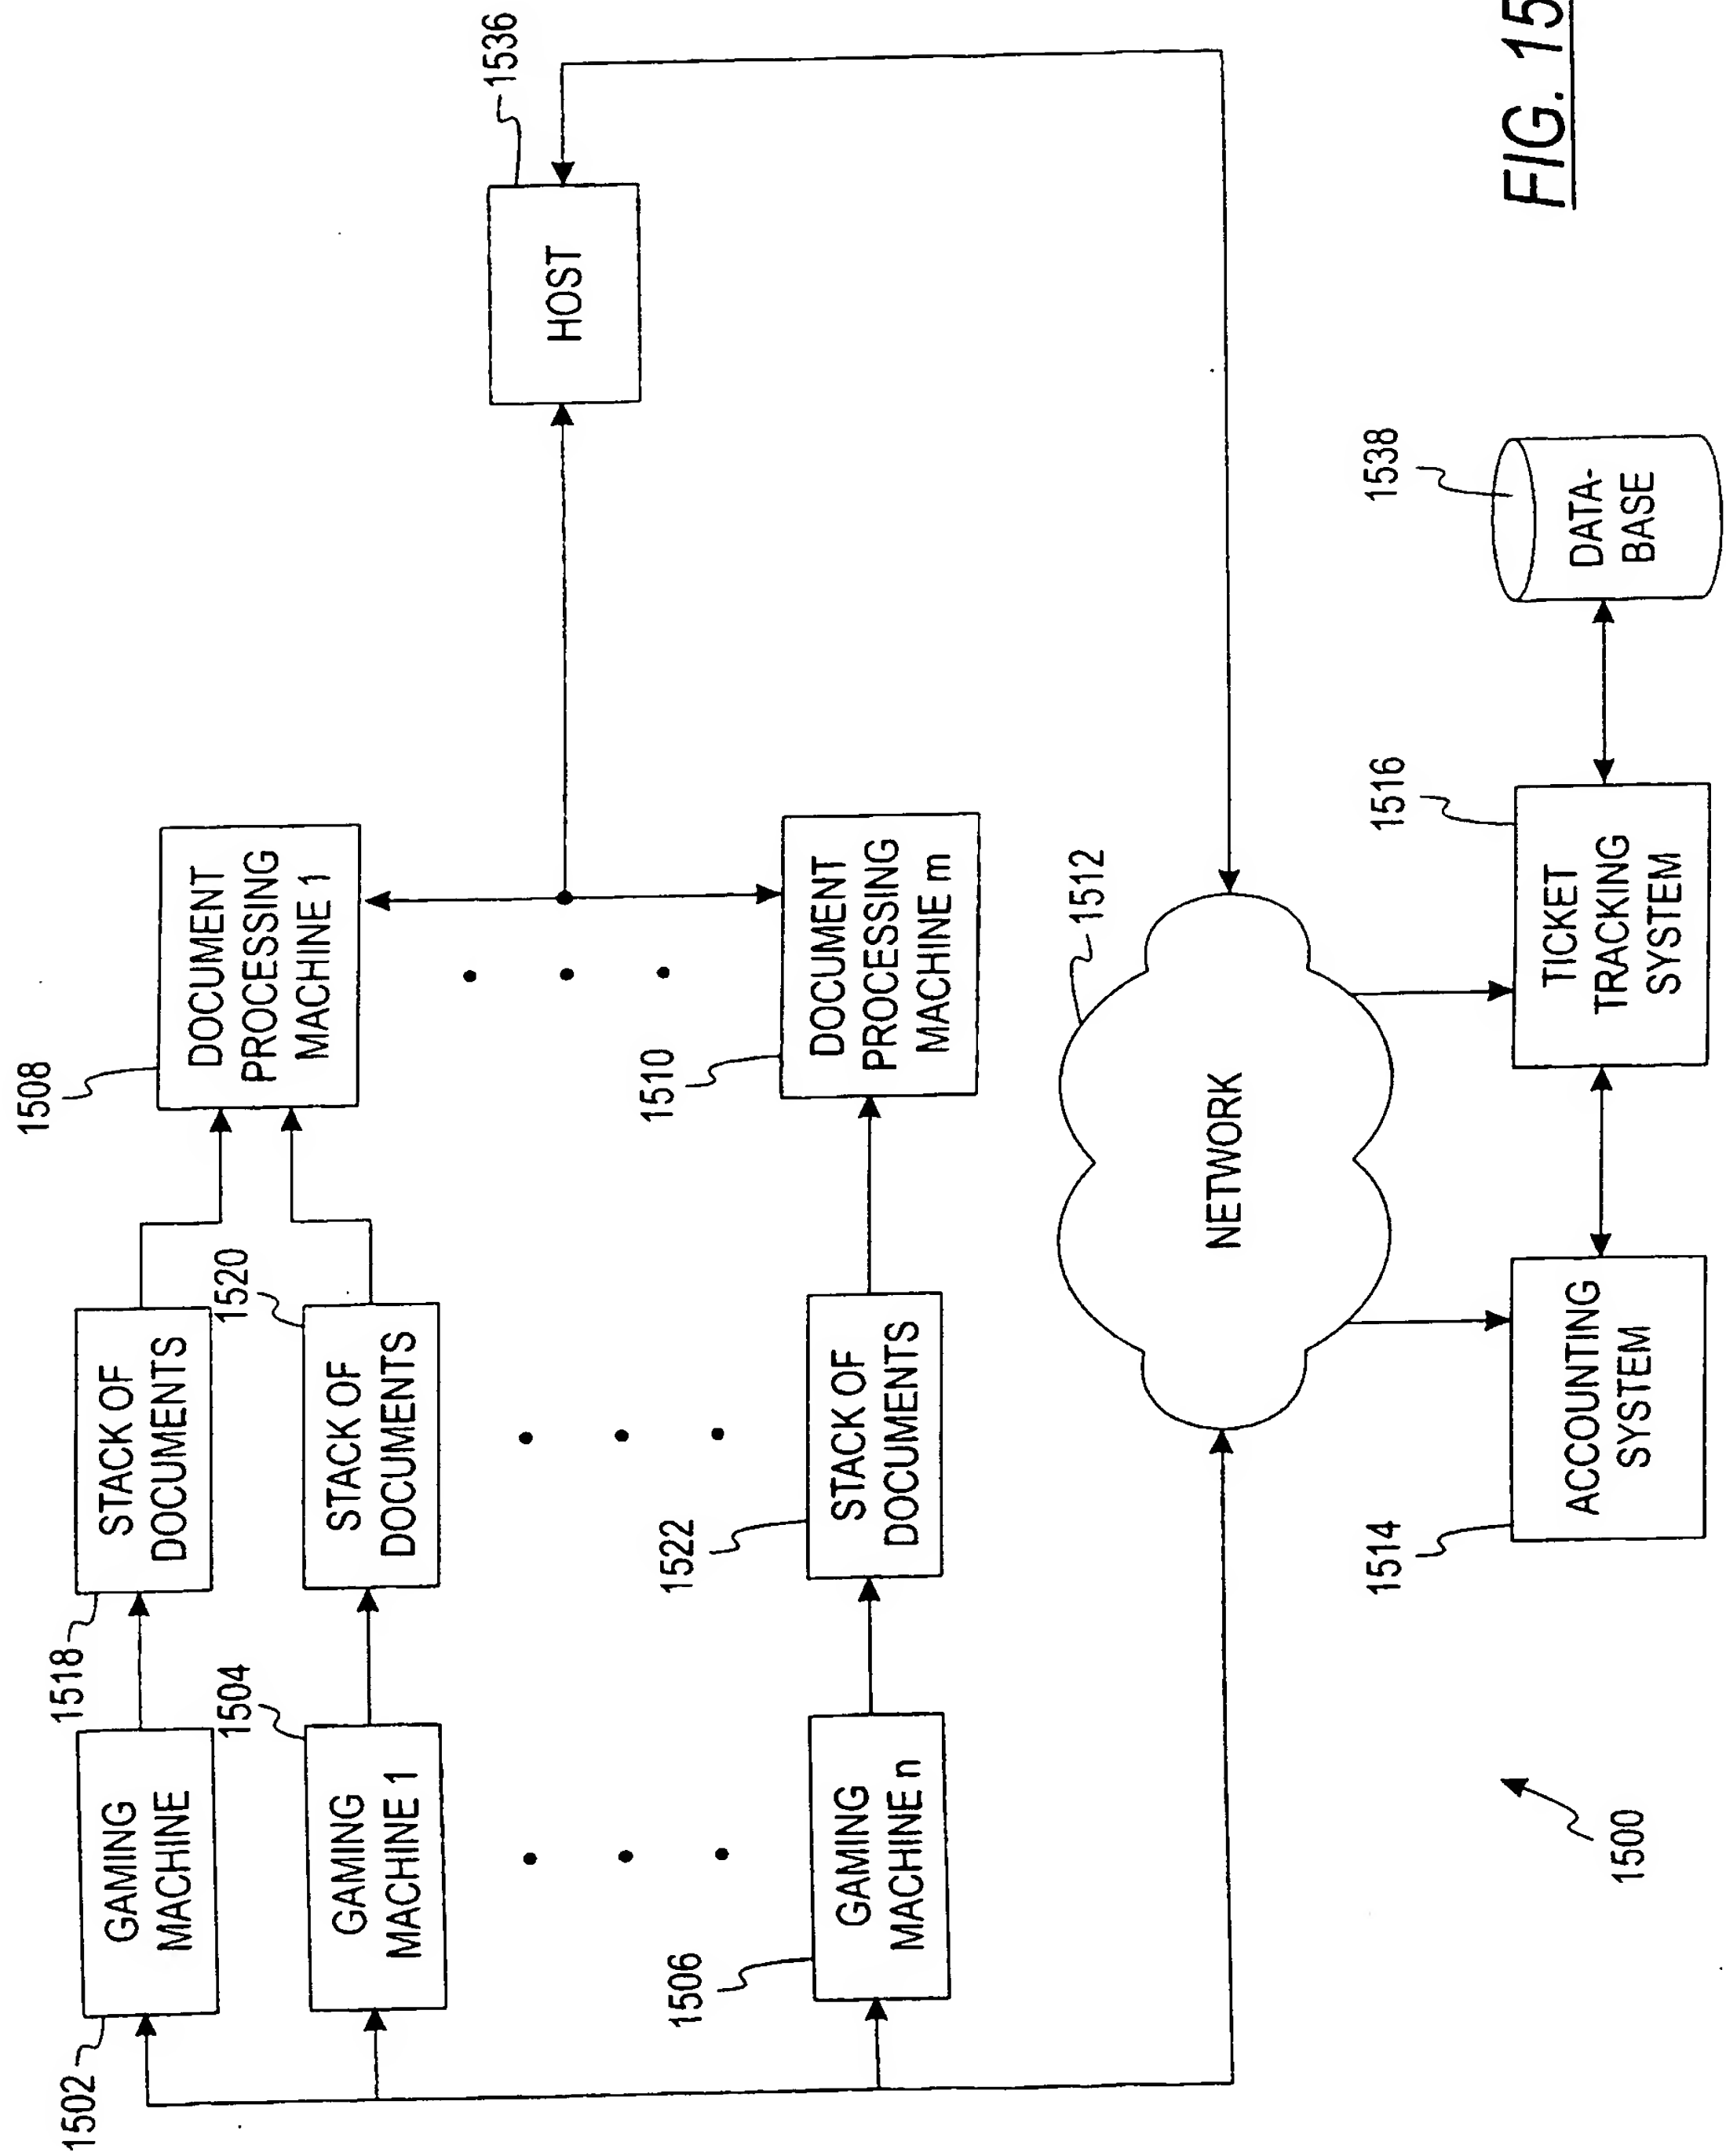 1502
GAMING
MACHINE
1518
STACK OF
DOCUMENTS
1508
DOCUMENT
PROCESSING
MACHINE 1
1504
GAMING
MACHINE 1
1520
STACK OF
DOCUMENTS
1506
GAMING
MACHINE n
1522
STACK OF
DOCUMENTS
1510
DOCUMENT
PROCESSING
MACHINE m
HOST
1536
NETWORK
1512
1514
ACCOUNTING
SYSTEM
1516
TICKET
TRACKING
SYSTEM
1538
DATA-
BASE
1500
FIG. 15